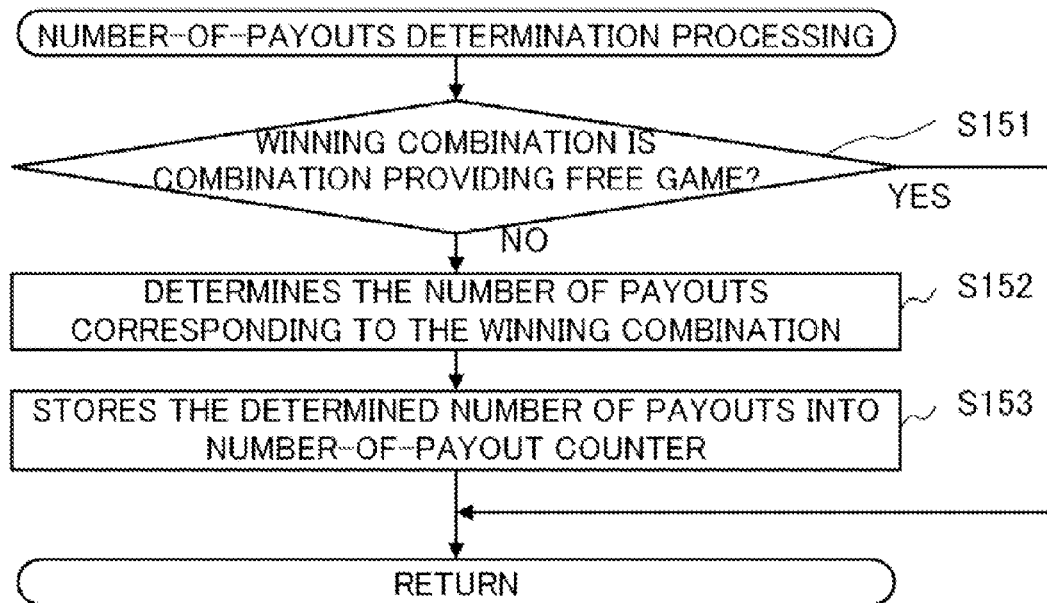 NUMBER-OF-PAYOUTS DETERMINATION PROCESSING
WINNING COMBINATION IS
COMBINATION PROVIDING FREE GAME?
S151
YES
NO
DETERMINES THE NUMBER OF PAYOUTS
CORRESPONDING TO THE WINNING COMBINATION
S152
STORES THE DETERMINED NUMBER OF PAYOUTS INTO
NUMBER-OF-PAYOUT COUNTER
S153
RETURN